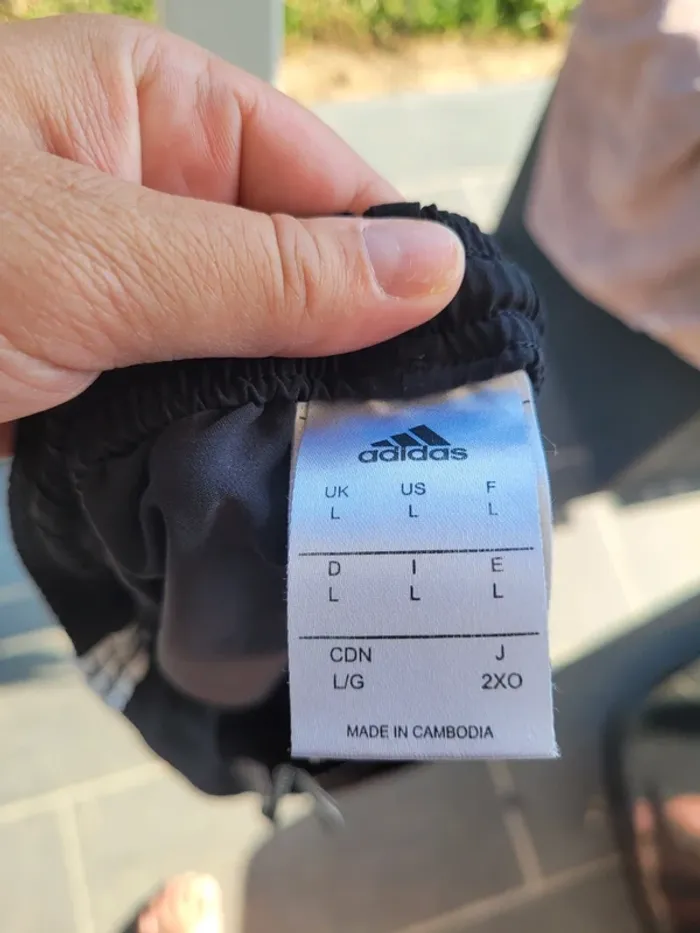 adidas
UK US F
L L L
D I E
L L L
CDN J
L/G 2XO
MADE IN CAMBODIA